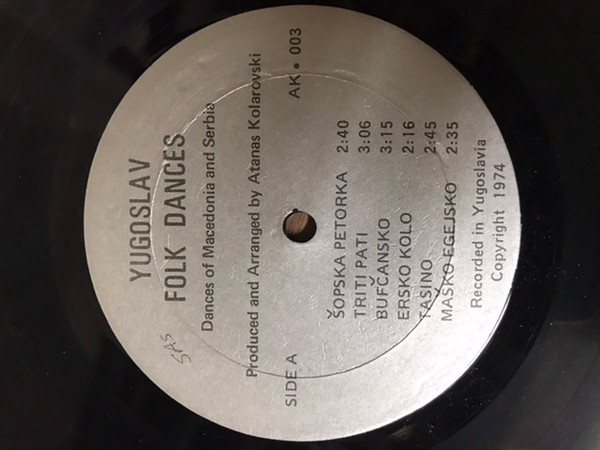 YUGOSLAV
FOLK DANCES
SAS
Dances of Macedonia and Serbia
Produced and Arranged by Atanas Kolarovski
SIDE A AK • 003
ŠOPSKA PETORKA 2:40
TRITI PATI 3:06
BUFČANSKO 3:15
ERSKO KOLO 2:16
TAŠINO 2:45
MAŠKO EGEJSKO 2:35
Recorded in Yugoslavia
Copyright 1974